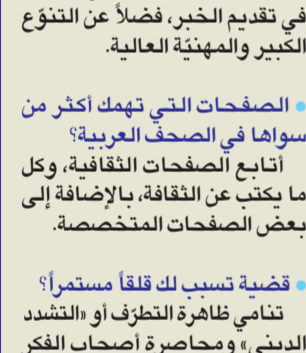 في تقديم الخبر، فضلاً عن التنوّع
الكبير والمهنيّة العالية.
• الصفحات التي تهمك أكثر من
سواها في الصحف العربية؟
أتابع الصفحات الثقافية، وكل
ما يكتب عن الثقافة، بالإضافة إلى
بعض الصفحات المتخصصة.
• قضية تسبب لك قلقاً مستمراً؟
تنامي ظاهرة التطرّف أو «التشدد
الديني» ومحاصرة أصحاب الفكر